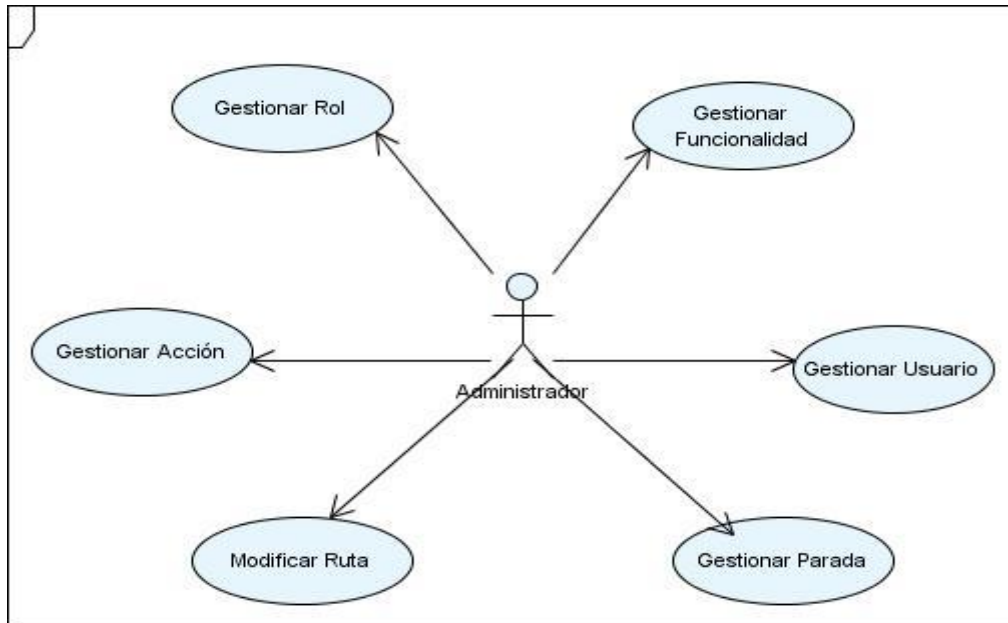 Gestionar Rol
Gestionar
Funcionalidad
Gestionar Acción
Gestionar Usuario
Administrador
Modificar Ruta
Gestionar Parada